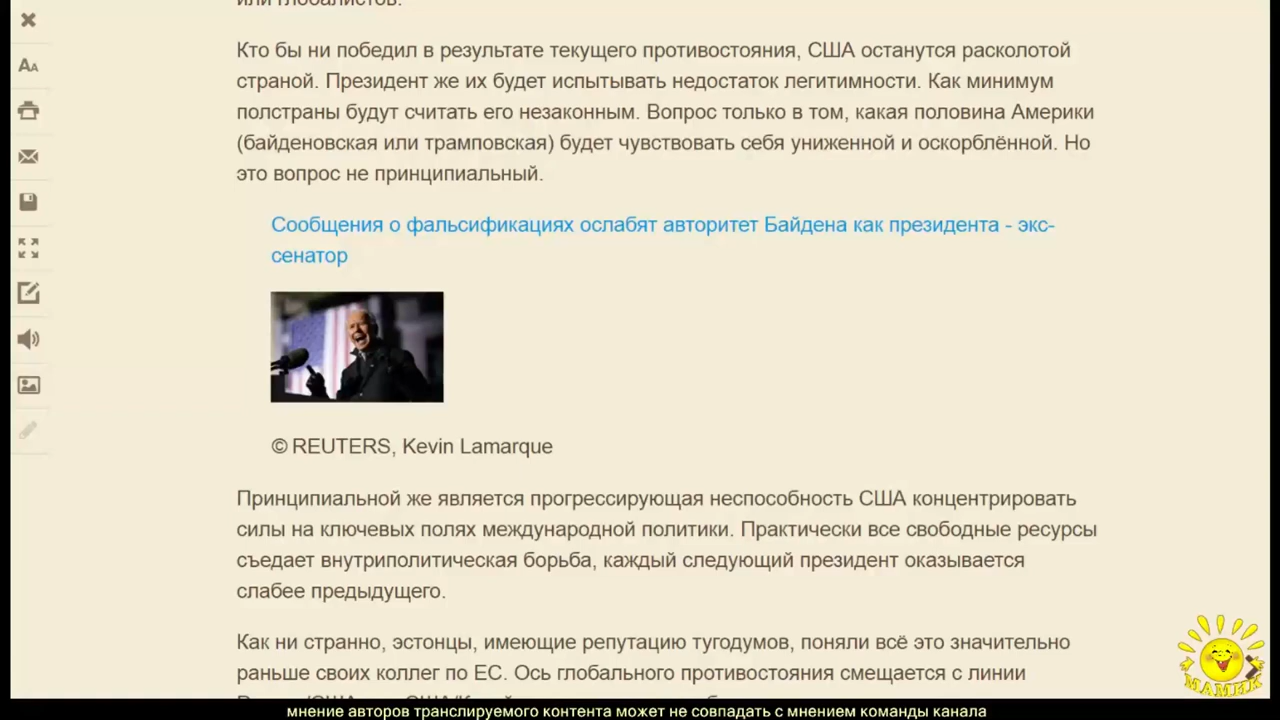 или глобалистов.
Кто бы ни победил в результате текущего противостояния, США останутся расколотой
страной. Президент же их будет испытывать недостаток легитимности. Как минимум
полстраны будут считать его незаконным. Вопрос только в том, какая половина Америки
(байденовская или трамповская) будет чувствовать себя униженной и оскорблённой. Но
это вопрос не принципиальный.
Сообщения о фальсификациях ослабят авторитет Байдена как президента - экс-
сенатор
© REUTERS, Kevin Lamarque
Принципиальной же является прогрессирующая неспособность США концентрировать
силы на ключевых полях международной политики. Практически все свободные ресурсы
съедает внутриполитическая борьба, каждый следующий президент оказывается
слабее предыдущего.
Как ни странно, эстонцы, имеющие репутацию тугодумов, поняли всё это значительно
раньше своих коллег по ЕС. Ось глобального противостояния смещается с линии
МАМИК
мнение авторов транслируемого контента может не совпадать с мнением команды канала